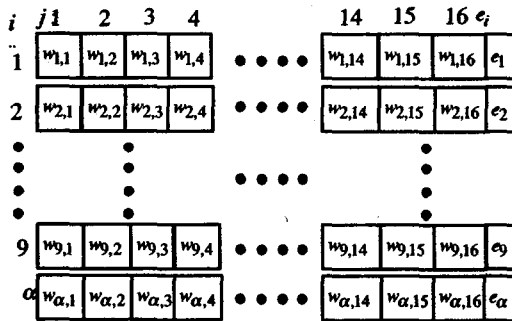 i j 1 2 3 4 14 15 16 e_i
1 w_{1,1} w_{1,2} w_{1,3} w_{1,4} •••• w_{1,14} w_{1,15} w_{1,16} e_1
2 w_{2,1} w_{2,2} w_{2,3} w_{2,4} •••• w_{2,14} w_{2,15} w_{2,16} e_2
9 w_{9,1} w_{9,2} w_{9,3} w_{9,4} •••• w_{9,14} w_{9,15} w_{9,16} e_9
α w_{α,1} w_{α,2} w_{α,3} w_{α,4} •••• w_{α,14} w_{α,15} w_{α,16} e_α